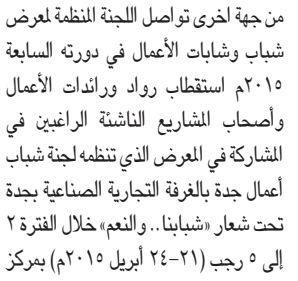 من جهة اخرى تواصل اللجنة المنظمة لمعرض
شباب وشابات الأعمال في دورته السابعة
٢٠١٥م استقطاب رواد ورائدات الأعمال
وأصحاب المشاريع الناشئة الراغبين في
المشاركة في المعرض الذي تنظمه لجنة شباب
أعمال جدة بالغرفة التجارية الصناعية بجدة
تحت شعار «شبابنا.. والنعم» خلال الفترة ٢
إلى ٥ رجب (٢١-٢٤ أبريل ٢٠١٥م) بمركز